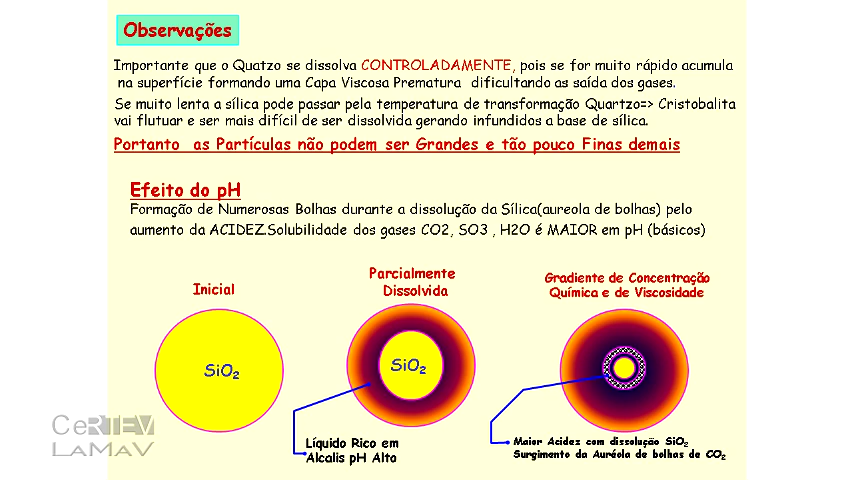 Observações
Importante que o Quatzo se dissolva CONTROLADAMENTE, pois se for muito rápido acumula
na superfície formando uma Capa Viscosa Prematura dificultando as saída dos gases.
Se muito lenta a sílica pode passar pela temperatura de transformação Quartzo=> Cristobalita
vai flutuar e ser mais difícil de ser dissolvida gerando infundidos a base de sílica.
Portanto as Partículas não podem ser Grandes e tão pouco Finas demais
Efeito do pH
Formação de Numerosas Bolhas durante a dissolução da Sílica(aureola de bolhas) pelo
aumento da ACIDEZ.Solubilidade dos gases CO2, SO3 , H2O é MAIOR em pH (básicos)
Inicial
Parcialmente
Dissolvida
Gradiente de Concentração
Química e de Viscosidade
SiO₂
SiO₂
Líquido Rico em
Alcalis pH Alto
Maior Acidez com dissolução SiO₂
Surgimento da Auréola de bolhas de CO₂
CeRTEV
LaMaV